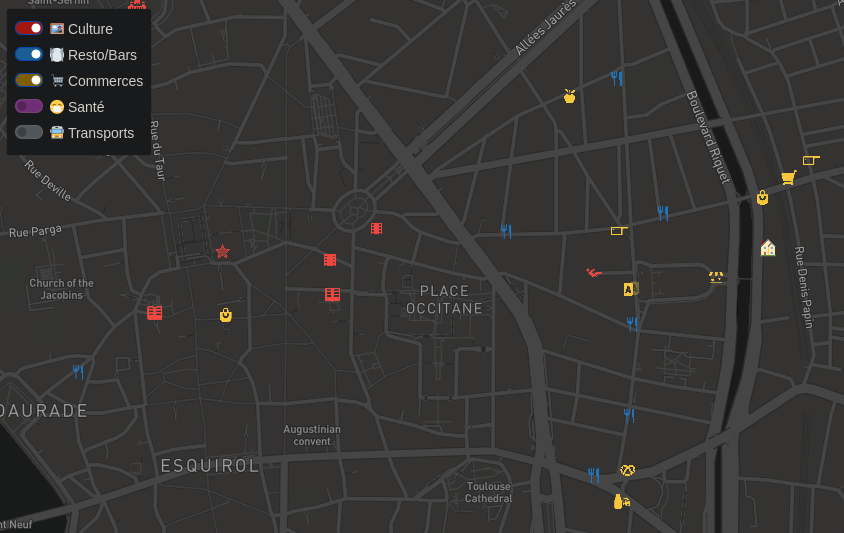 Saint-Sernin
Culture
Resto/Bars
Commerces
Santé
Transports
Allées Jaurès
Boulevard Riquet
Rue du Taur
Rue Deville
Rue Parga
Church of the
Jacobins
PLACE
OCCITANE
Rue Denis Papin
DAURADE
Augustinian
convent
ESQUIROL
Toulouse
Cathedral
nt Neuf
A